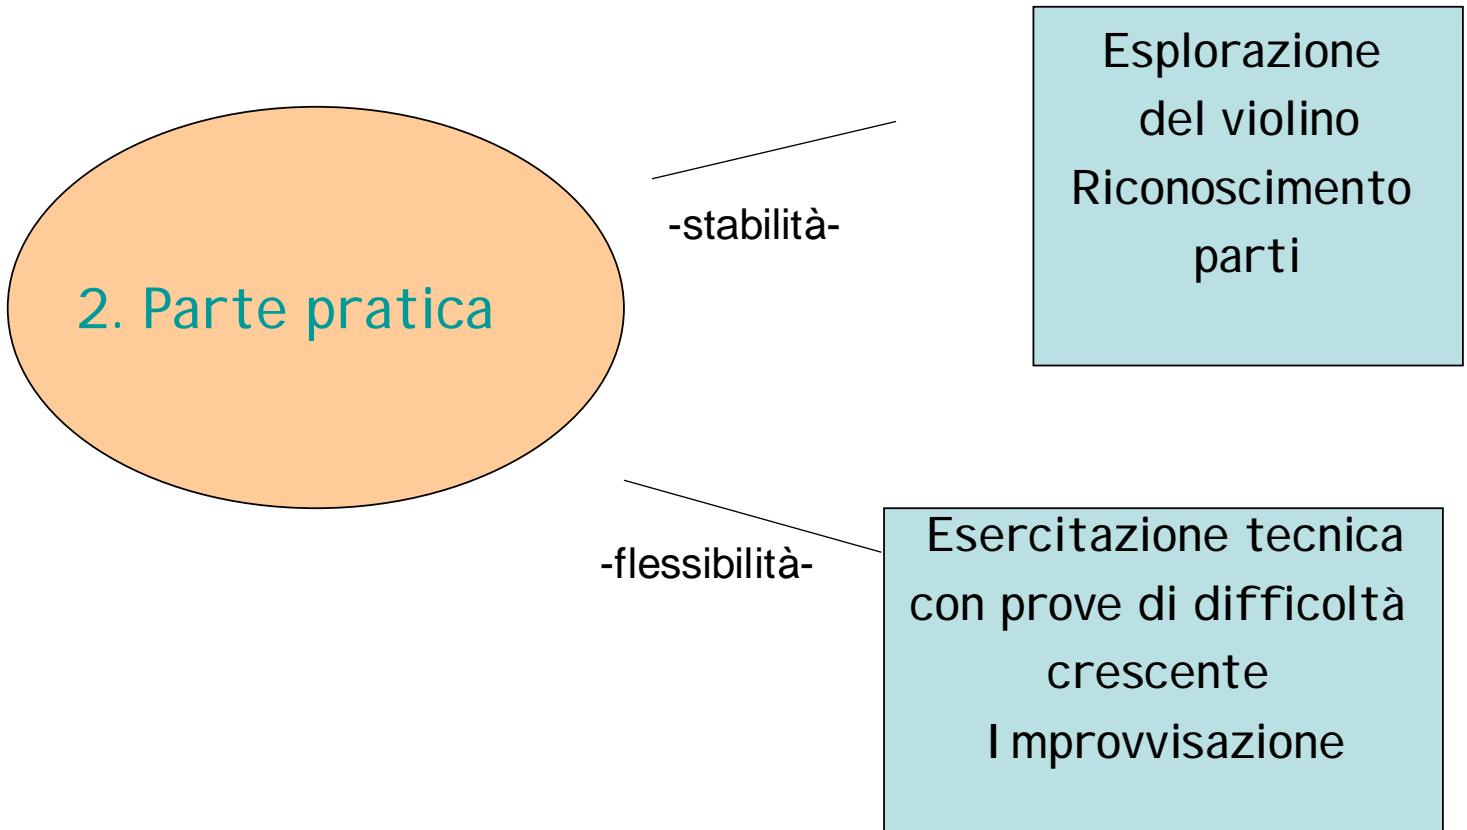 2. Parte pratica
-stabilità-
Esplorazione
del violino
Riconoscimento
parti
-flessibilità-
Esercitazione tecnica
con prove di difficoltà
crescente
Improvvisazione